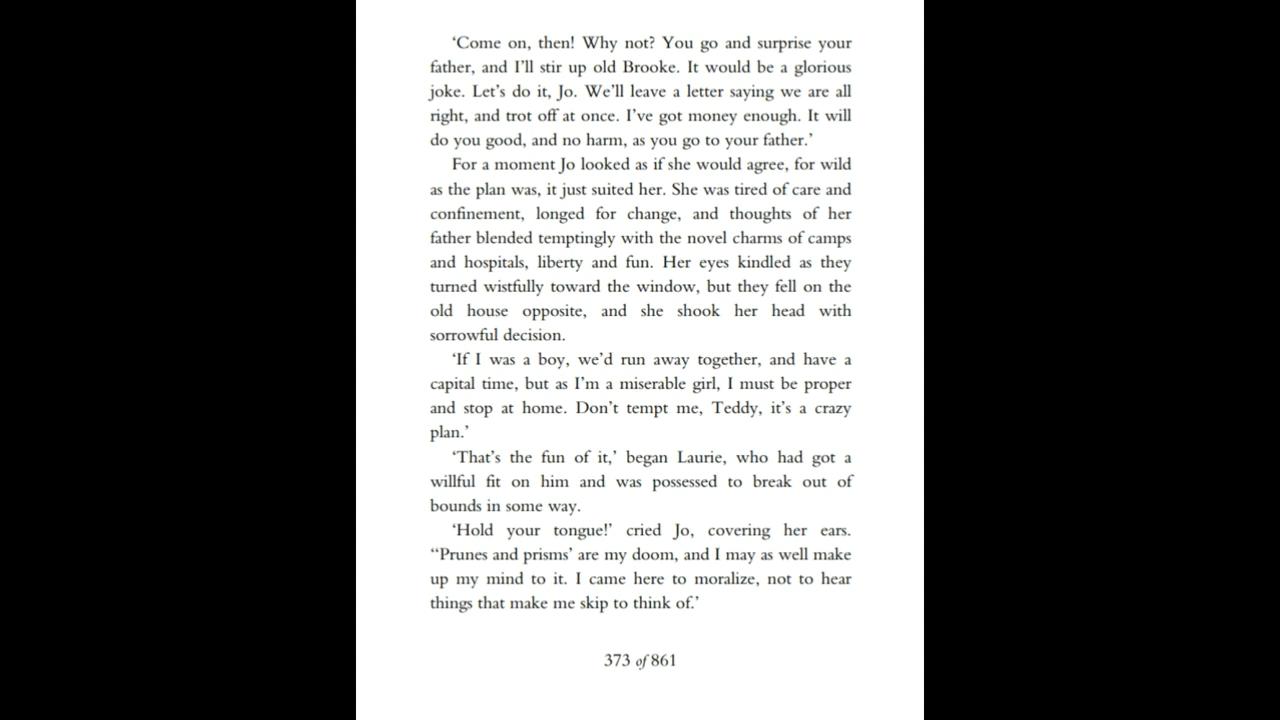 ‘Come on, then! Why not? You go and surprise your
father, and I’ll stir up old Brooke. It would be a glorious
joke. Let’s do it, Jo. We’ll leave a letter saying we are all
right, and trot off at once. I’ve got money enough. It will
do you good, and no harm, as you go to your father.’
For a moment Jo looked as if she would agree, for wild
as the plan was, it just suited her. She was tired of care and
confinement, longed for change, and thoughts of her
father blended temptingly with the novel charms of camps
and hospitals, liberty and fun. Her eyes kindled as they
turned wistfully toward the window, but they fell on the
old house opposite, and she shook her head with
sorrowful decision.
‘If I was a boy, we’d run away together, and have a
capital time, but as I’m a miserable girl, I must be proper
and stop at home. Don’t tempt me, Teddy, it’s a crazy
plan.’
‘That’s the fun of it,’ began Laurie, who had got a
willful fit on him and was possessed to break out of
bounds in some way.
‘Hold your tongue!’ cried Jo, covering her ears.
‘‘Prunes and prisms’ are my doom, and I may as well make
up my mind to it. I came here to moralize, not to hear
things that make me skip to think of.’
373 of 861